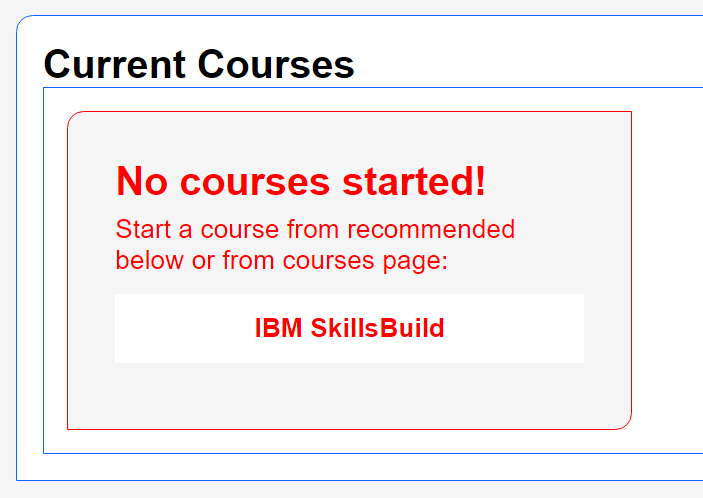 Current Courses
No courses started!
Start a course from recommended
below or from courses page:
IBM SkillsBuild